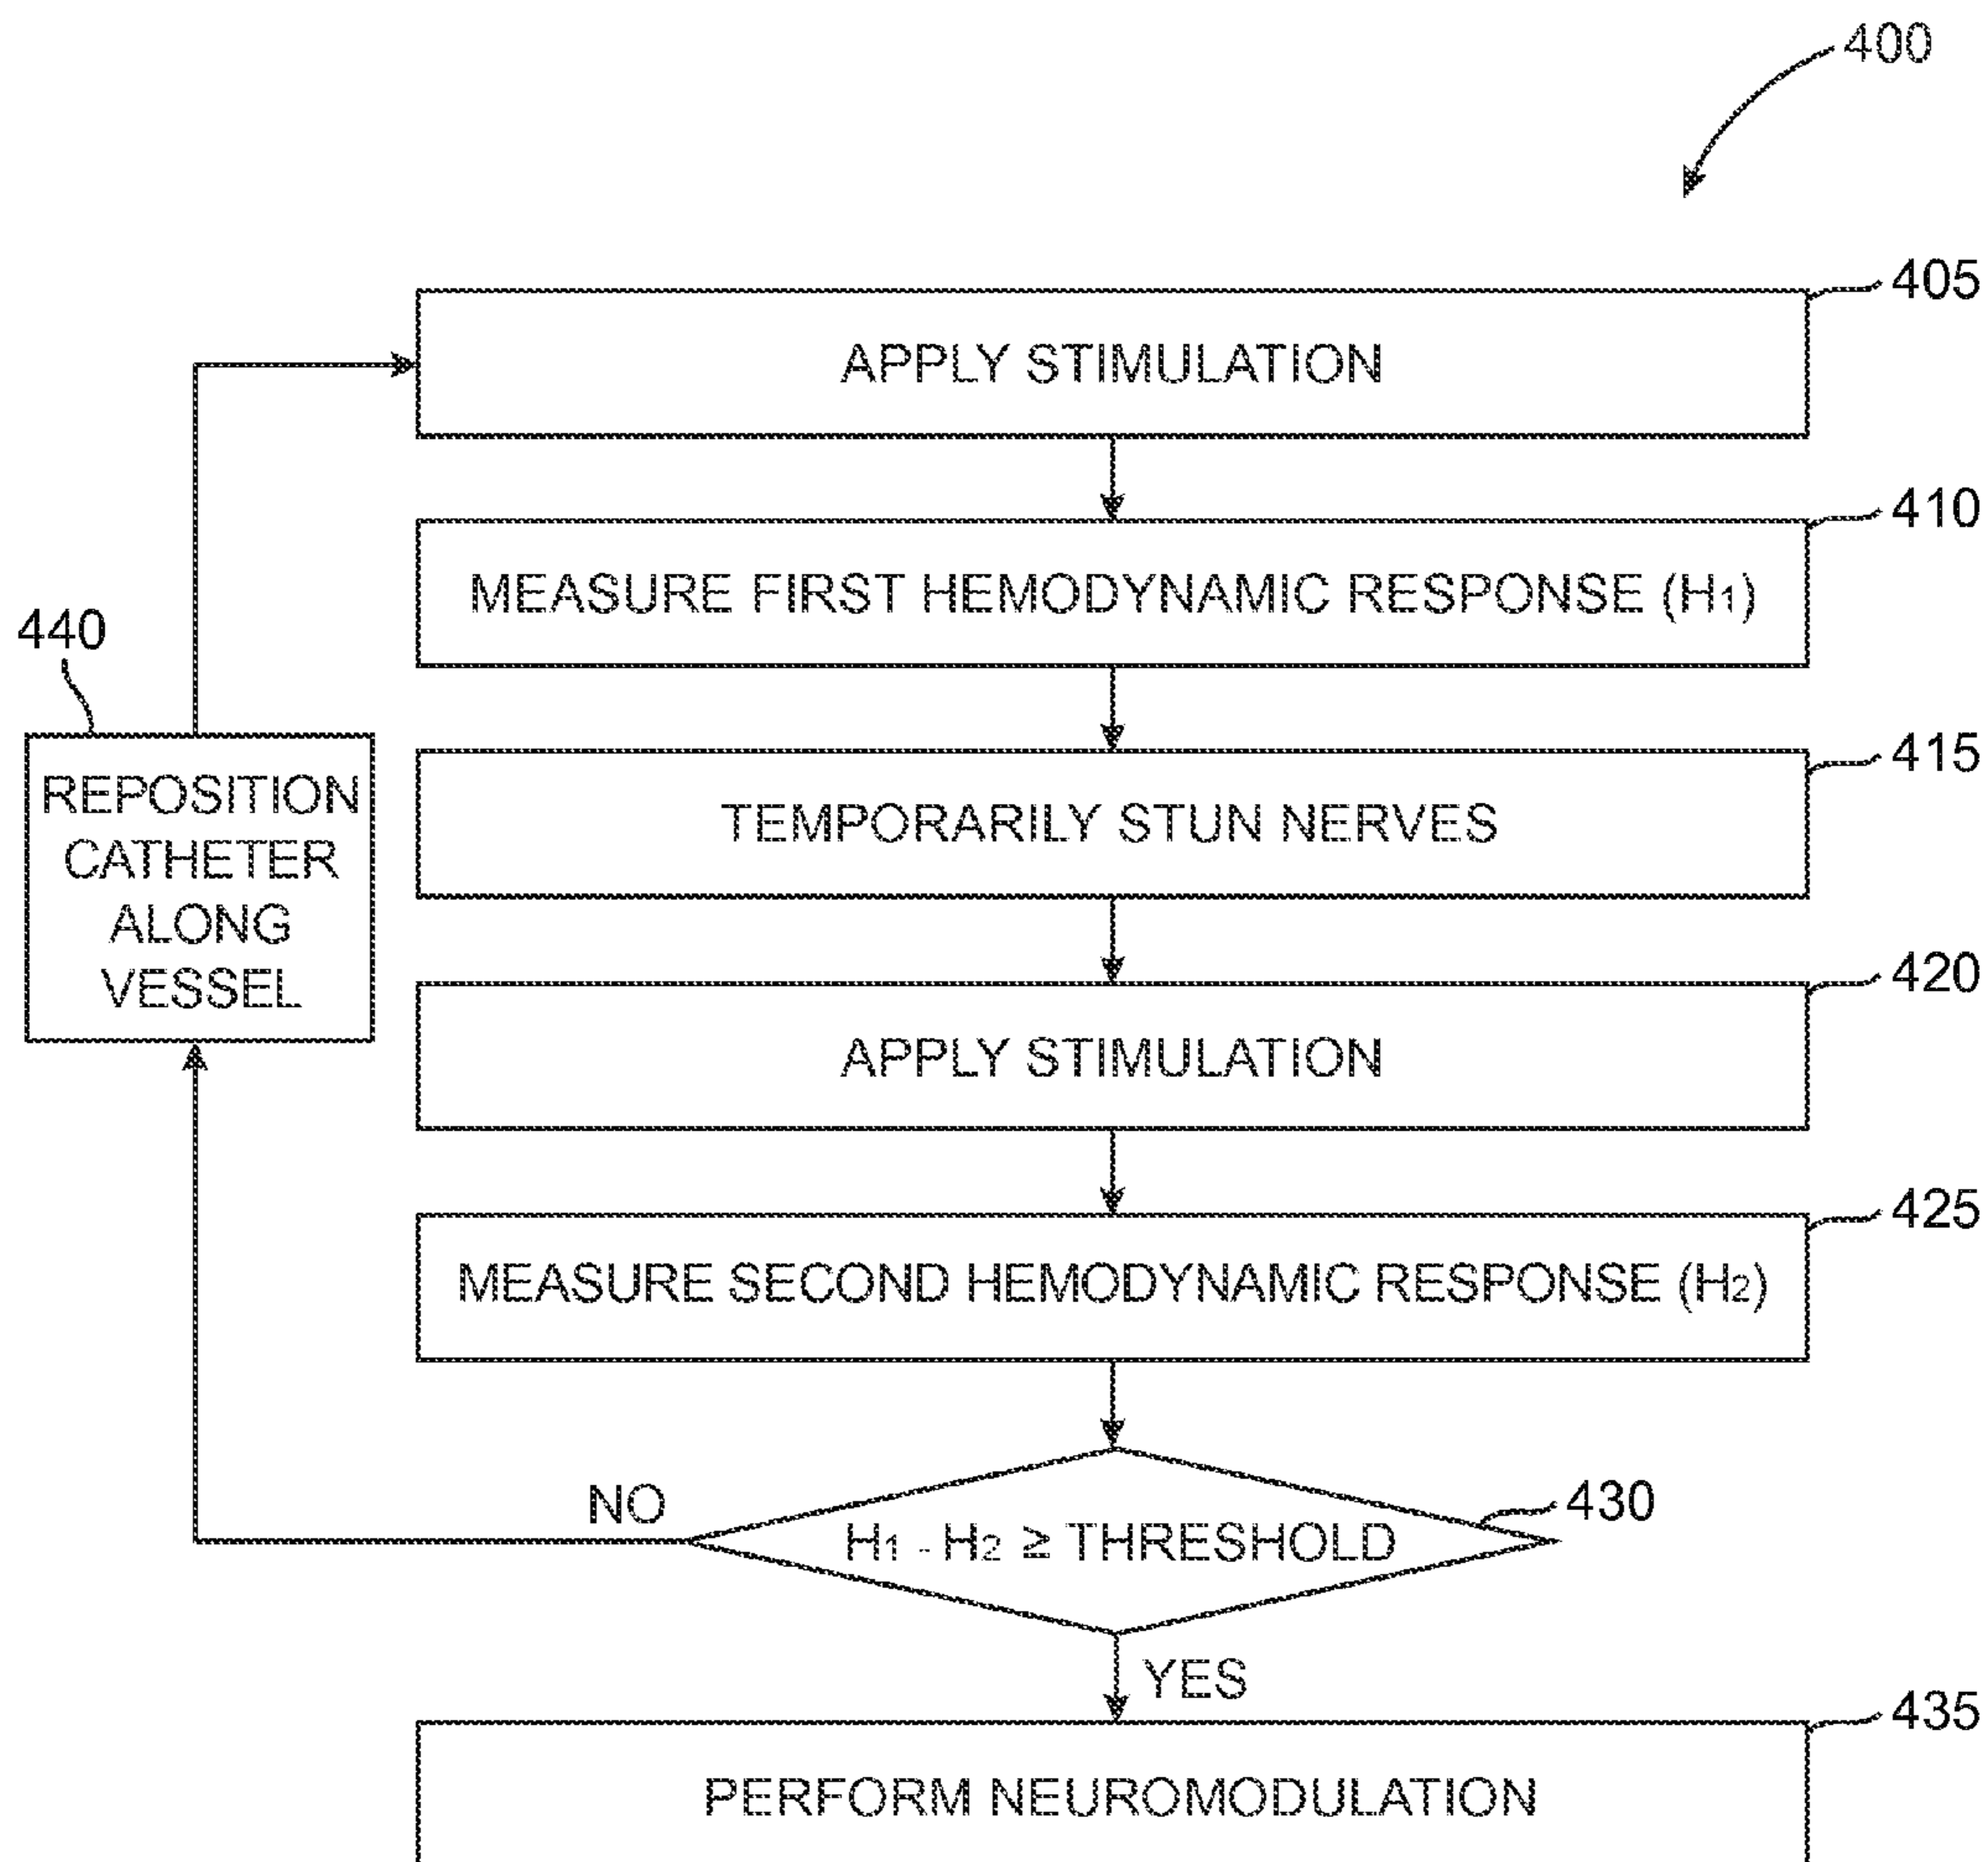 400
405
APPLY STIMULATION
410
MEASURE FIRST HEMODYNAMIC RESPONSE (H1)
440
415
REPOSITION
CATHETER
ALONG
VESSEL
TEMPORARILY STUN NERVES
420
APPLY STIMULATION
425
MEASURE SECOND HEMODYNAMIC RESPONSE (H2)
NO
430
H1 - H2 ≥ THRESHOLD
YES
435
PERFORM NEUROMODULATION